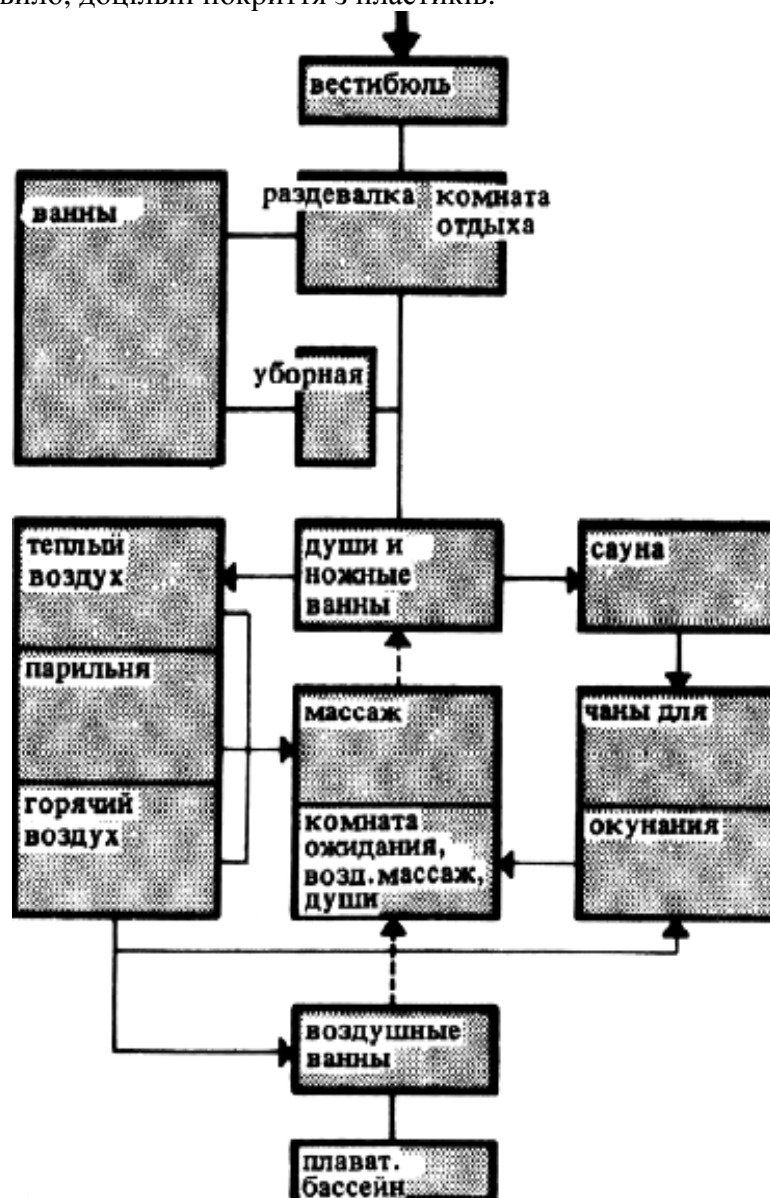 доцільні покриття з пластиків.
вестибюль
раздевалка
комната
отдыха
ванны
уборная
теплый
воздух
души и
ножные
ванны
сауна
парильня
массаж
чаны для
горячий
воздух
комната
ожидания,
возд.массаж,
души
окунания
воздушные
ванны
плават.
бассейн